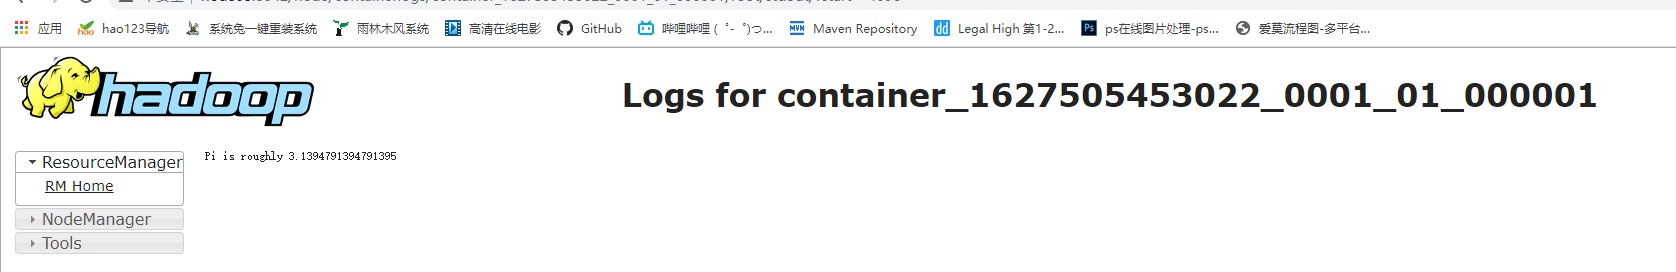 应用 hao123导航 系统兔一键重装系统 雨林木风系统 高清在线电影 GitHub 哔哩哔哩 ( ゜- ゜)つ... Maven Repository Legal High 第1-2... ps在线图片处理-ps... 爱莫流程图-多平台...
hadoop
Logs for container_1627505453022_0001_01_000001
ResourceManager
RM Home
NodeManager
Tools
Pi is roughly 3.1394791394791395